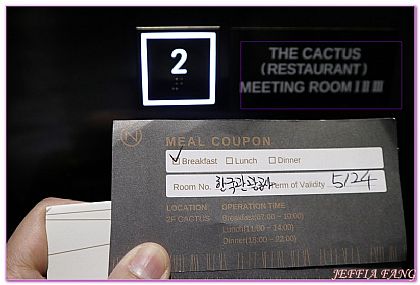 2
THE CACTUS
(RESTAURANT)
MEETING ROOM I II III
N
MEAL COUPON
Breakfast Lunch Dinner
Room No. 한국관광공사 Term of Validity 5/24
LOCATION OPERATION TIME
2F CACTUS Breakfast(07:00 ~ 10:00)
Lunch(11:00 ~ 14:00)
Dinner(18:00 ~ 22:00)
JEFFIA FANG